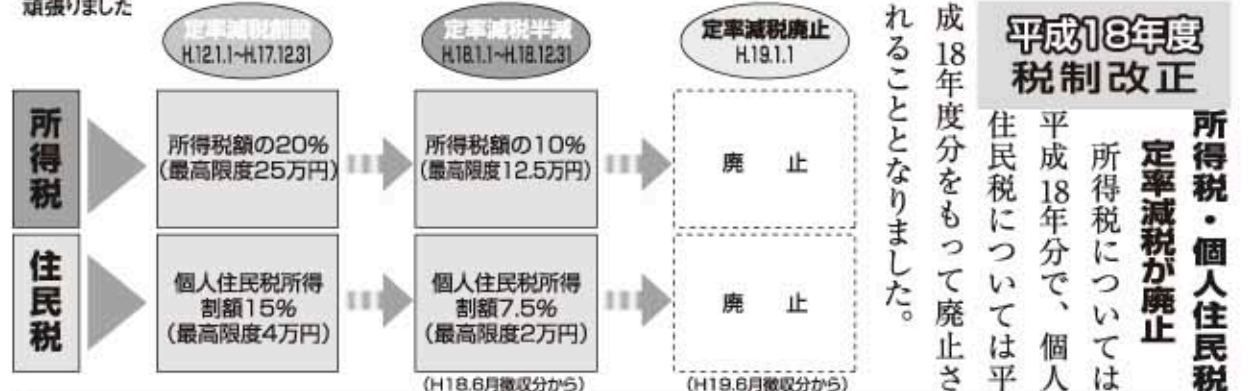 平成18年度
税制改正
所得税・個人住民税
定率減税が廃止
所得税については
平成18年分で、個人
住民税については平
成18年度分をもって廃止さ
れることとなりました。
頑張りました
定率減税創設
H.12.1.1~H.17.12.31
定率減税半減
H.18.1.1~H.18.12.31
定率減税廃止
H.19.1.1
所得税
所得税額の20%
(最高限度25万円)
所得税額の10%
(最高限度12.5万円)
廃 止
住民税
個人住民税所得
割額15%
(最高限度4万円)
個人住民税所得
割額7.5%
(最高限度2万円)
廃 止
(H18.6月徴収分から)
(H19.6月徴収分から)